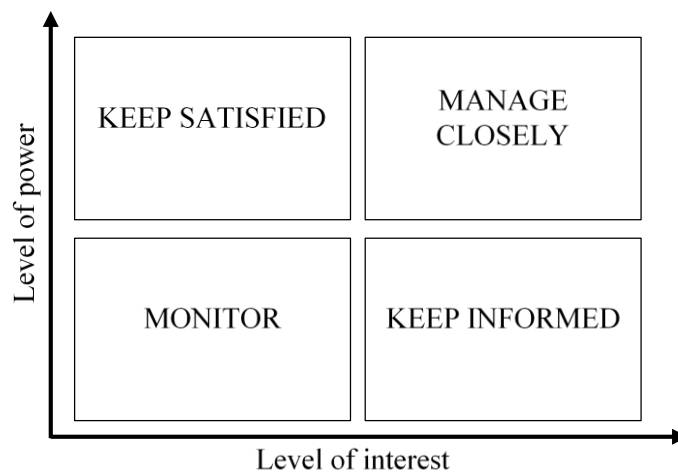 Level of power
KEEP SATISFIED
MANAGE
CLOSELY
MONITOR
KEEP INFORMED
Level of interest